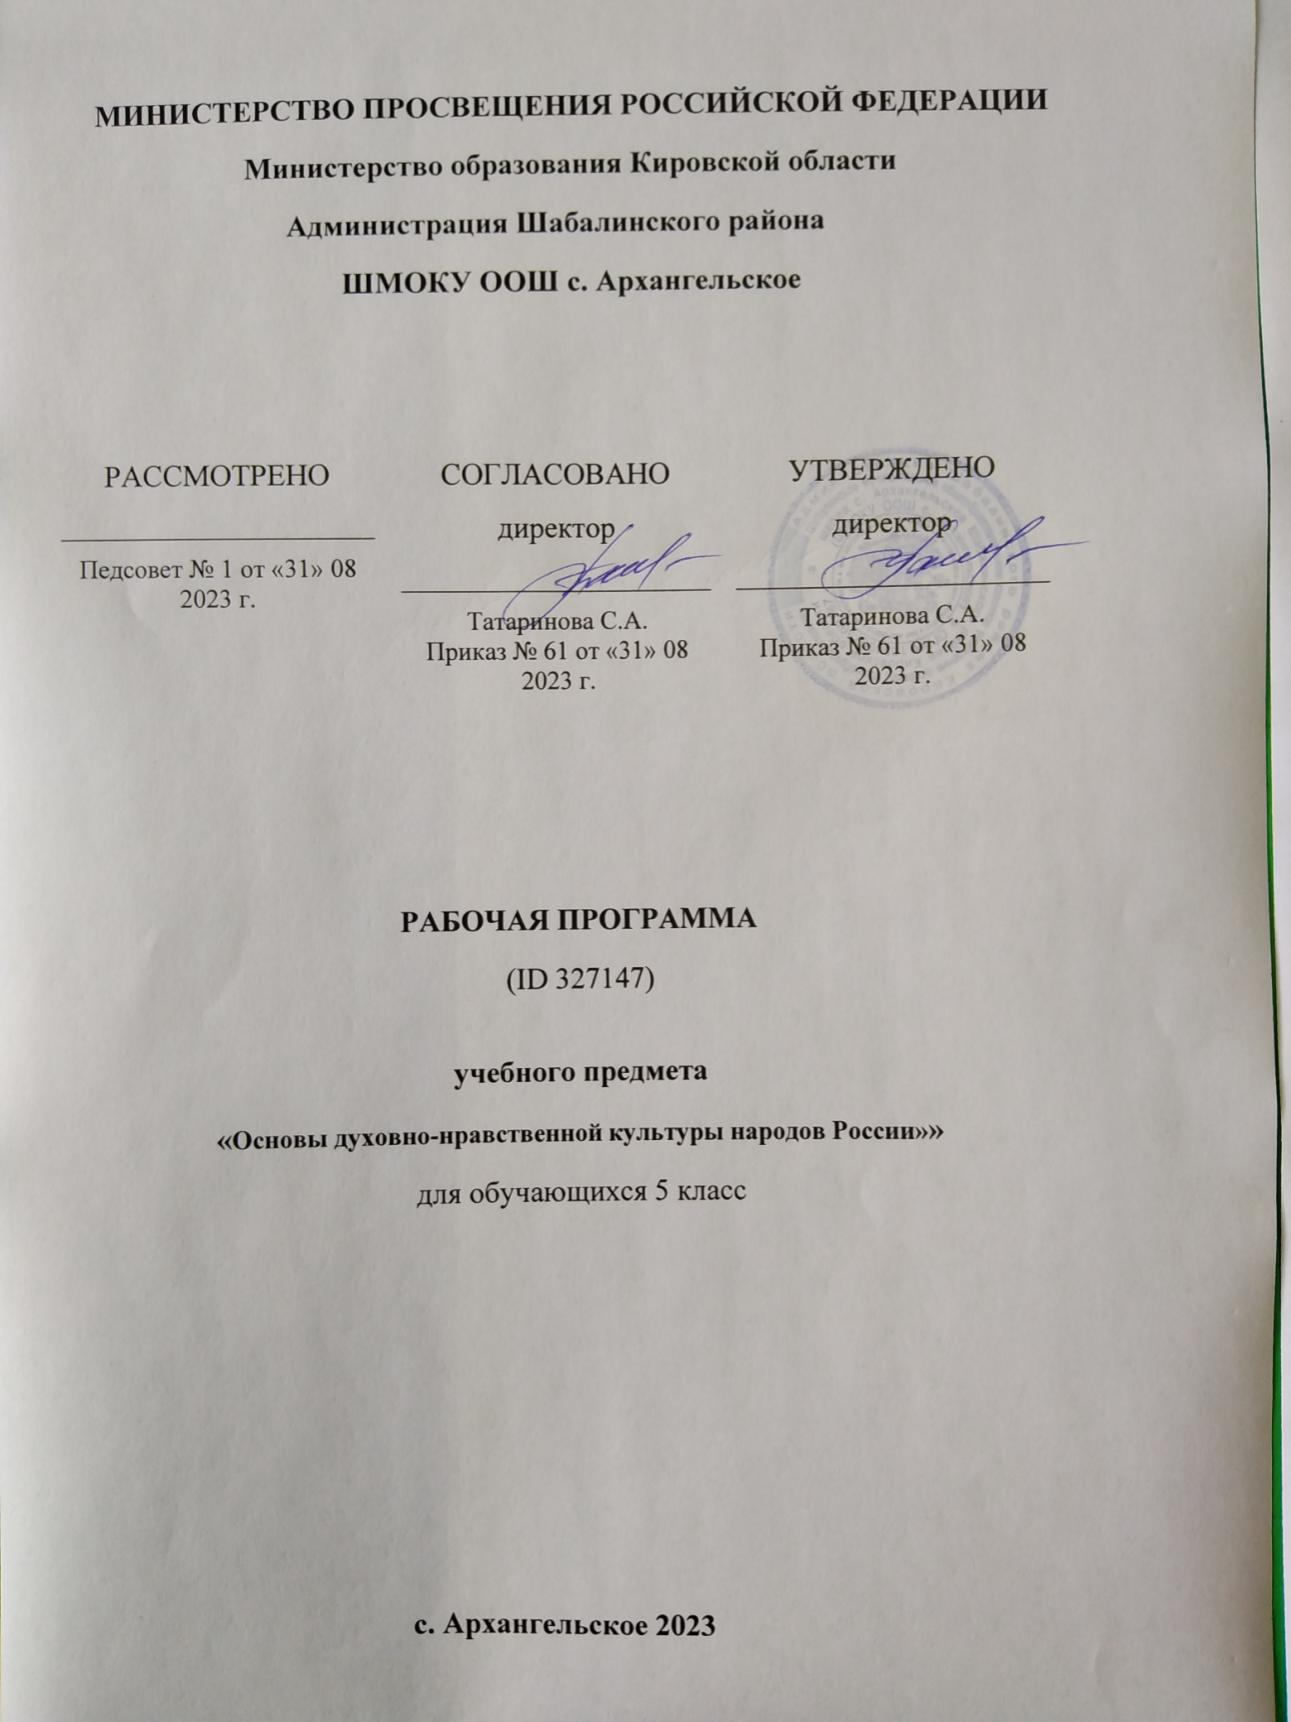 МИНИСТЕРСТВО ПРОСВЕЩЕНИЯ РОССИЙСКОЙ ФЕДЕРАЦИИ
Министерство образования Кировской области
Администрация Шабалинского района
ШМОКУ ООШ с. Архангельское
РАССМОТРЕНО
Педсовет № 1 от «31» 08
2023 г.
СОГЛАСОВАНО
директор
Татаринова С.А.
Приказ № 61 от «31» 08
2023 г.
УТВЕРЖДЕНО
директор
Татаринова С.А.
Приказ № 61 от «31» 08
2023 г.
РАБОЧАЯ ПРОГРАММА
(ID 327147)
учебного предмета
«Основы духовно-нравственной культуры народов России»»
для обучающихся 5 класс
с. Архангельское 2023